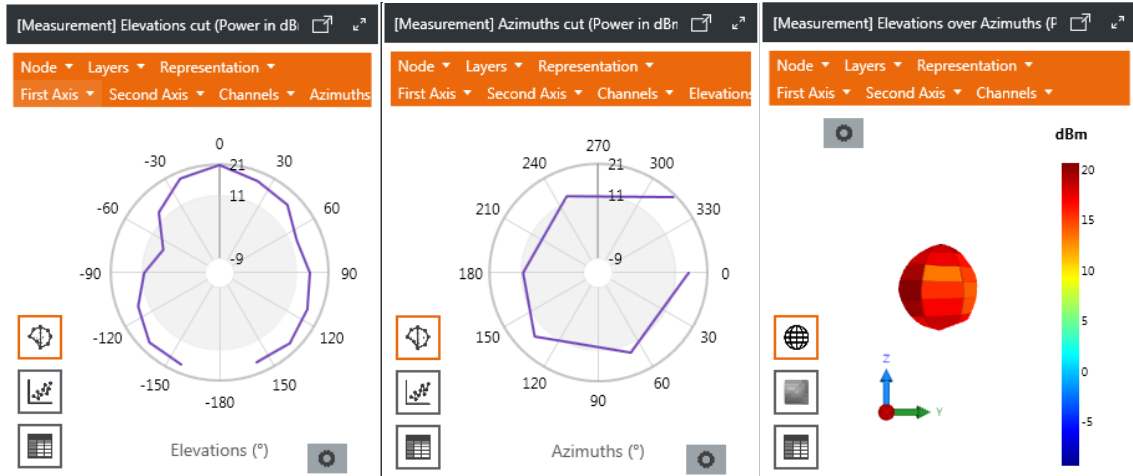 [Measurement] Elevations cut (Power in dBi
Node Layers Representation
First Axis Second Axis Channels Azimuths
0
-30 21 30
-60 11 60
-9
-90 90
-120 120
-150 150
-180
Elevations (°)
[Measurement] Azimuths cut (Power in dBm
Node Layers Representation
First Axis Second Axis Channels Elevations
270
240 21 300
210 11 330
-9
180 0
150 30
120 60
90
Azimuths (°)
[Measurement] Elevations over Azimuths (F
Node Layers Representation
First Axis Second Axis Channels
dBm
20
15
10
5
0
-5
Z
Y